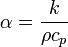 α = k / ρc_p